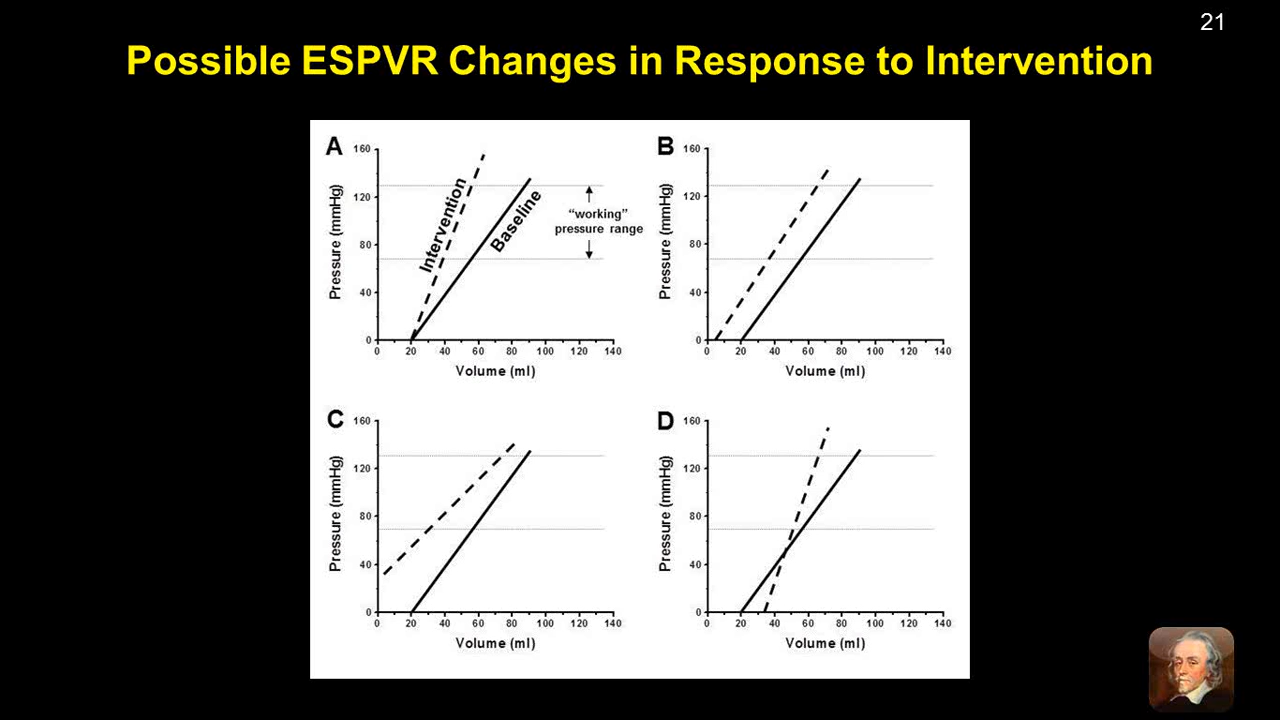 21
Possible ESPVR Changes in Response to Intervention
A
160
120
80
40
0
Pressure (mmHg)
Intervention
Baseline
“working”
pressure range
0 20 40 60 80 100 120 140
Volume (ml)
B
160
120
80
40
0
Pressure (mmHg)
0 20 40 60 80 100 120 140
Volume (ml)
C
160
120
80
40
0
Pressure (mmHg)
0 20 40 60 80 100 120 140
Volume (ml)
D
160
120
80
40
0
Pressure (mmHg)
0 20 40 60 80 100 120 140
Volume (ml)